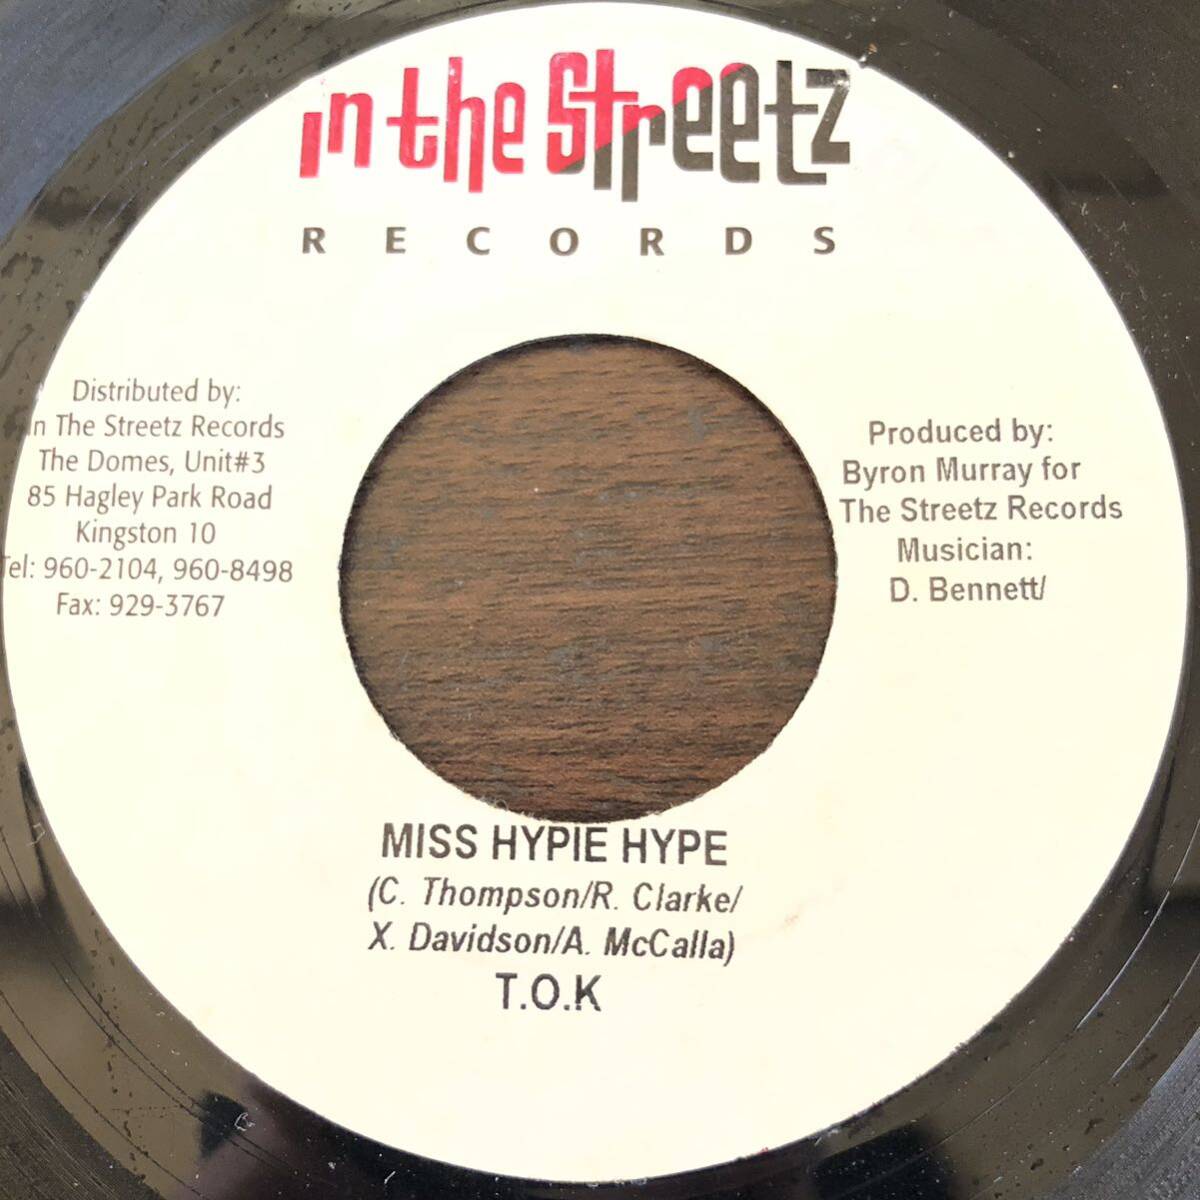 in the Streetz
RECORDS
Distributed by:
In The Streetz Records
The Domes, Unit#3
85 Hagley Park Road
Kingston 10
Tel: 960-2104, 960-8498
Fax: 929-3767
Produced by:
Byron Murray for
The Streetz Records
Musician:
D. Bennett/
MISS HYPIE HYPE
(C. Thompson/R. Clarke/
X. Davidson/A. McCalla)
T.O.K